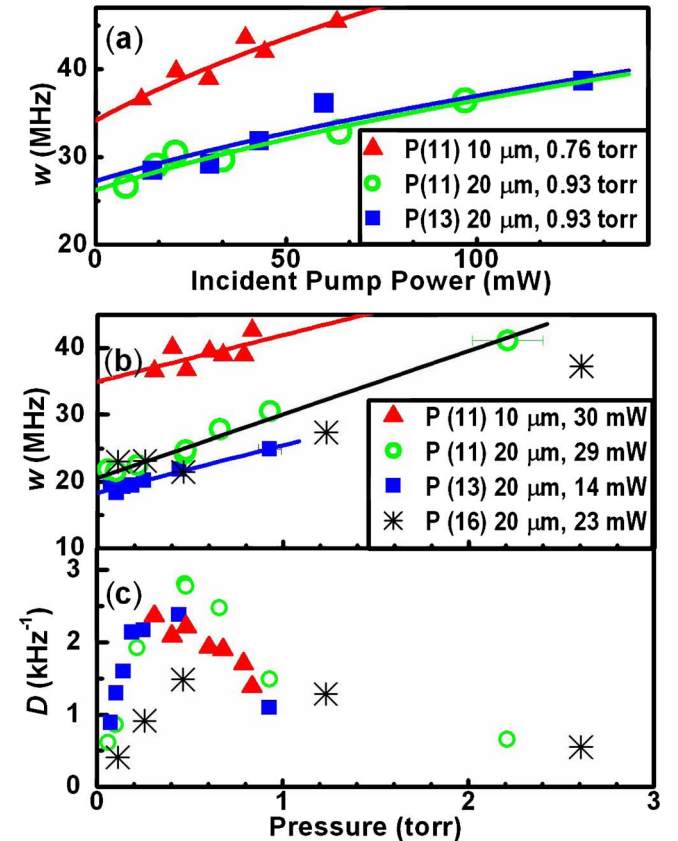 (a)
w (MHz)
40
30
20
P(11) 10 μm, 0.76 torr
P(11) 20 μm, 0.93 torr
P(13) 20 μm, 0.93 torr
0 50 100
Incident Pump Power (mW)
(b)
w (MHz)
40
30
20
10
P (11) 10 μm, 30 mW
P (11) 20 μm, 29 mW
P (13) 20 μm, 14 mW
P (16) 20 μm, 23 mW
(c)
D (kHz⁻¹)
3
2
1
0
0 1 2 3
Pressure (torr)